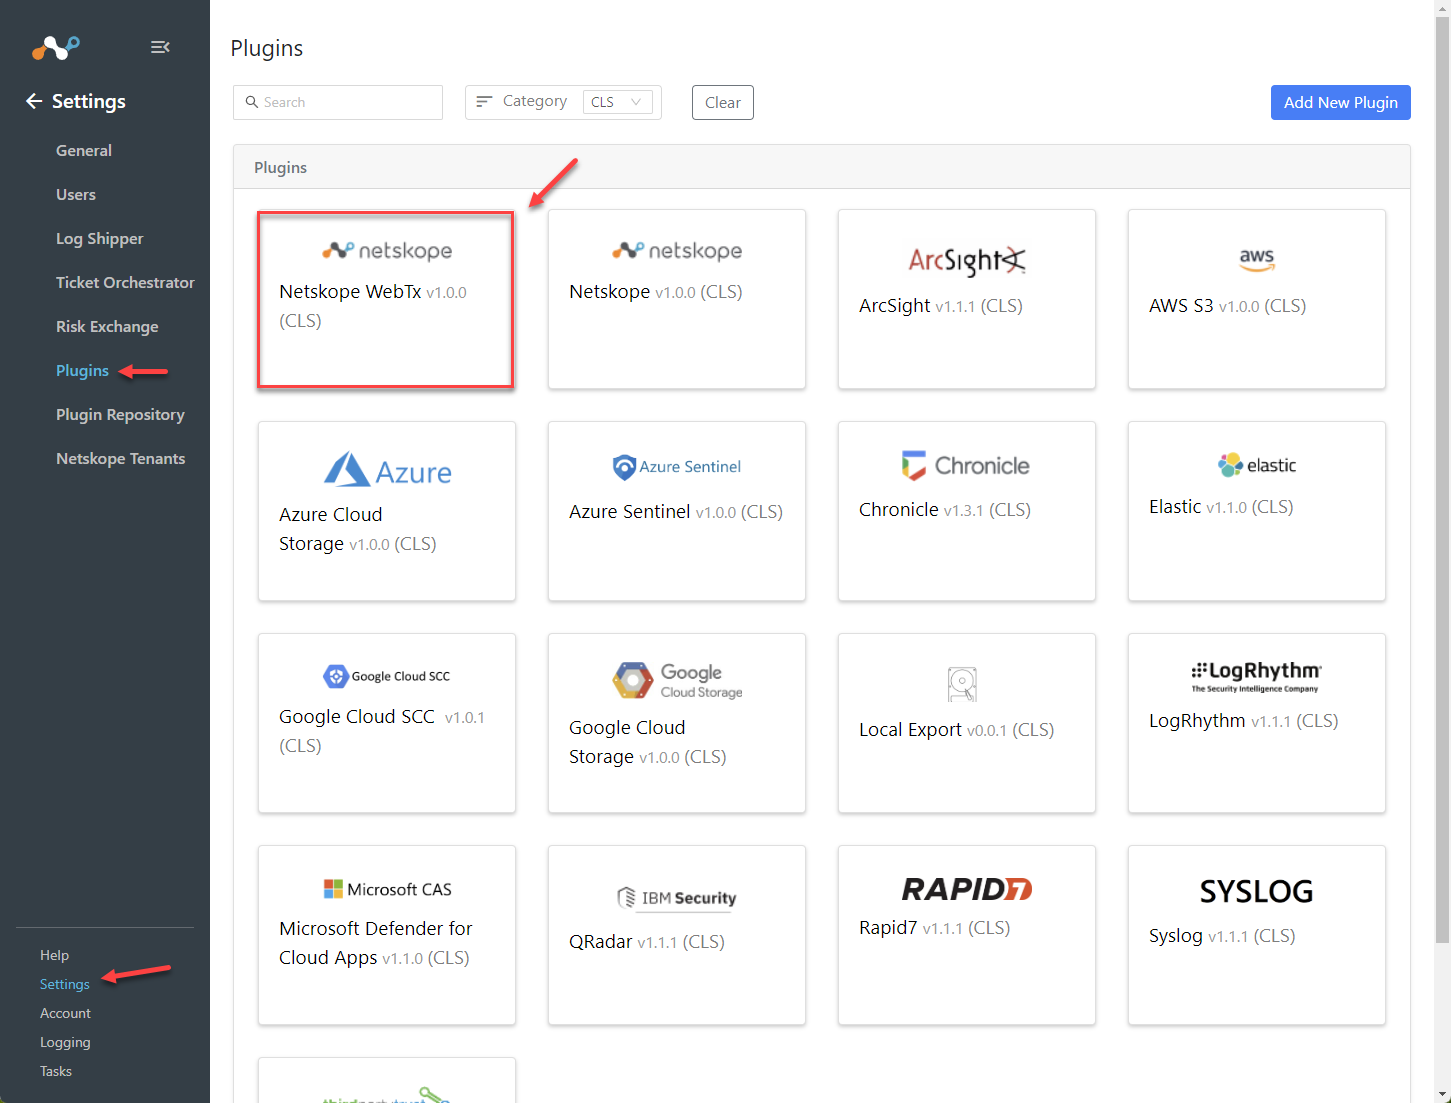 Plugins
Settings
Search
Category
CLS
Clear
Add New Plugin
General
Users
Log Shipper
Ticket Orchestrator
Risk Exchange
Plugins
Plugin Repository
Netskope Tenants
Help
Settings
Account
Logging
Tasks
Plugins
netskope
Netskope WebTx v1.0.0
(CLS)
netskope
Netskope v1.0.0 (CLS)
ArcSight
ArcSight v1.1.1 (CLS)
aws
AWS S3 v1.0.0 (CLS)
Azure
Azure Cloud
Storage v1.0.0 (CLS)
Azure Sentinel
Azure Sentinel v1.0.0 (CLS)
Chronicle
Chronicle v1.3.1 (CLS)
elastic
Elastic v1.1.0 (CLS)
Google Cloud SCC
Google Cloud SCC v1.0.1
(CLS)
Google
Cloud Storage
Google Cloud
Storage v1.0.0 (CLS)
Local Export v0.0.1 (CLS)
LogRhythm
The Security Intelligence Company
LogRhythm v1.1.1 (CLS)
Microsoft CAS
Microsoft Defender for
Cloud Apps v1.1.0 (CLS)
IBM Security
QRadar v1.1.1 (CLS)
RAPID7
Rapid7 v1.1.1 (CLS)
SYSLOG
Syslog v1.1.1 (CLS)